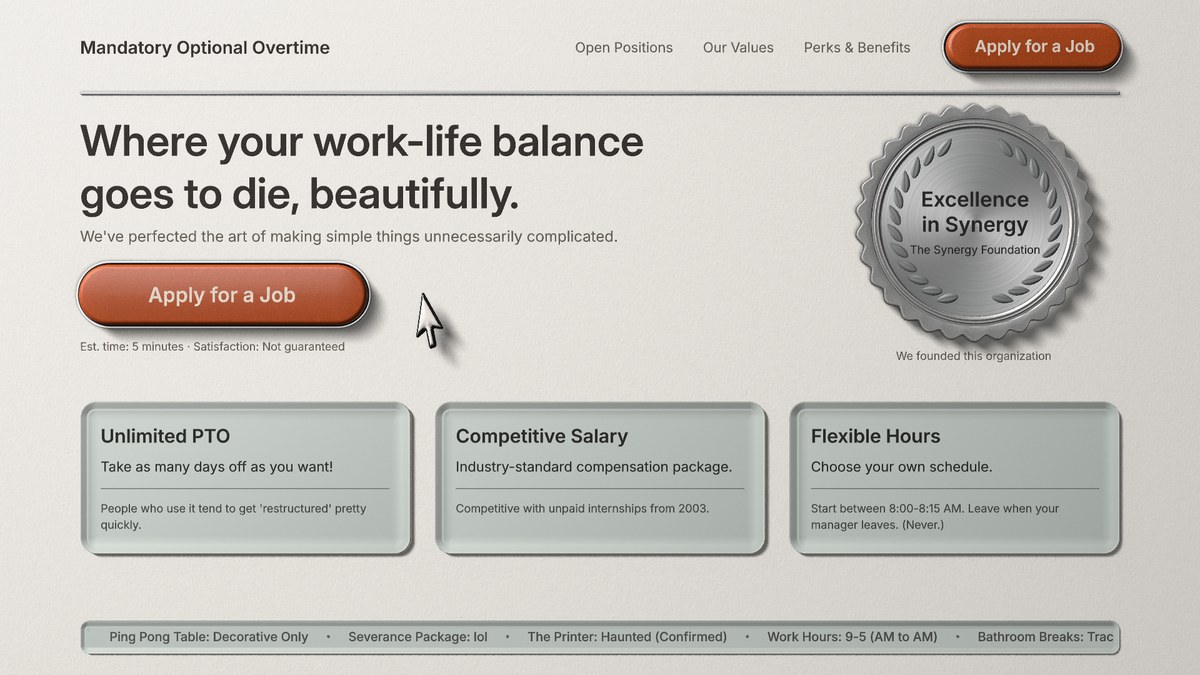 Mandatory Optional Overtime
Open Positions
Our Values
Perks & Benefits
Apply for a Job
Where your work-life balance
goes to die, beautifully.
We've perfected the art of making simple things unnecessarily complicated.
Apply for a Job
Est. time: 5 minutes · Satisfaction: Not guaranteed
Excellence
in Synergy
The Synergy Foundation
We founded this organization
Unlimited PTO
Take as many days off as you want!
People who use it tend to get 'restructured' pretty
quickly.
Competitive Salary
Industry-standard compensation package.
Competitive with unpaid internships from 2003.
Flexible Hours
Choose your own schedule.
Start between 8:00-8:15 AM. Leave when your
manager leaves. (Never.)
Ping Pong Table: Decorative Only • Severance Package: lol • The Printer: Haunted (Confirmed) • Work Hours: 9-5 (AM to AM) • Bathroom Breaks: Trac